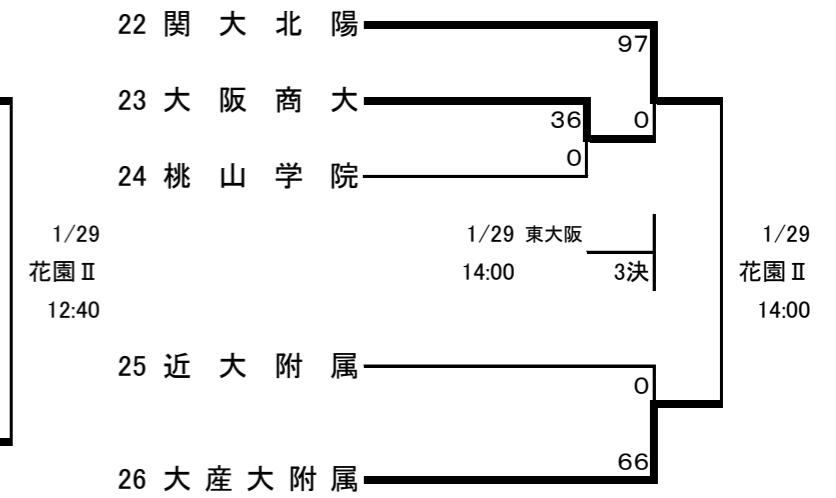 22 関大北陽
97
23 大阪商大
36 0
0
24 桃山学院
1/29
花園Ⅱ
12:40
1/29 東大阪
14:00 3決
1/29
花園Ⅱ
14:00
25 近大附属
0
66
26 大産大附属